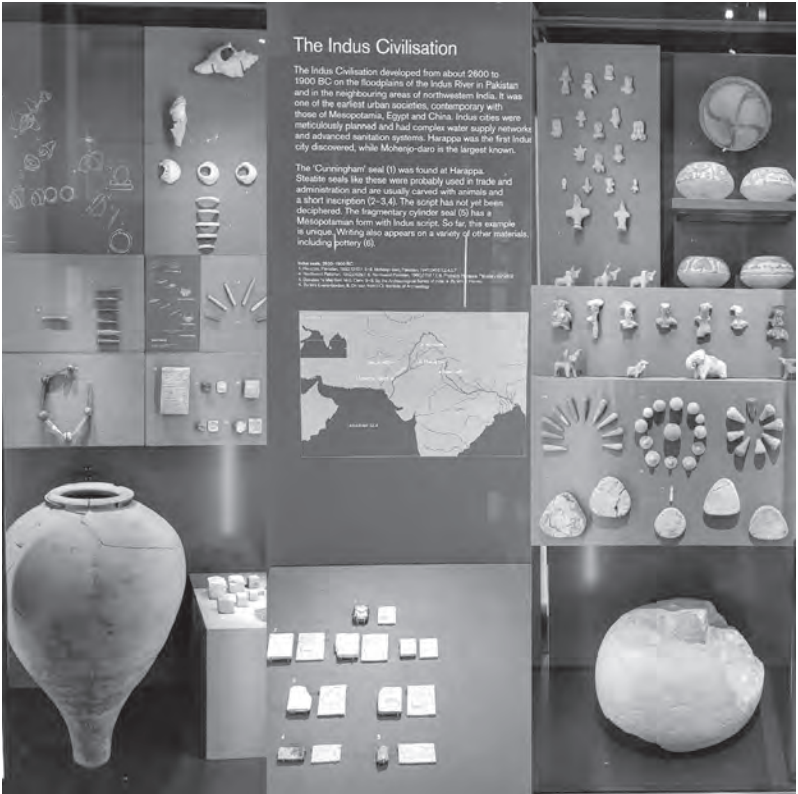 The Indus Civilisation
The Indus Civilisation developed from about 2600 to
1900 BC on the floodplains of the Indus River in Pakistan
and in the neighbouring areas of northwestern India. It was
one of the earliest urban societies, contemporary with
those of Mesopotamia, Egypt and China. Indus cities were
meticulously planned and had complex water supply networks
and advanced sanitation systems. Harappa was the first Indus
city discovered, while Mohenjo-daro is the largest known.
The 'Cunningham' seal (1) was found at Harappa.
Steatite seals like these were probably used in trade and
administration and are usually carved with animals and
a short inscription (2–3,4). The script has not yet been
deciphered. The fragmentary cylinder seal (5) has a
Mesopotamian form with Indus script. So far, this example
is unique. Writing also appears on a variety of other materials,
including pottery (6).